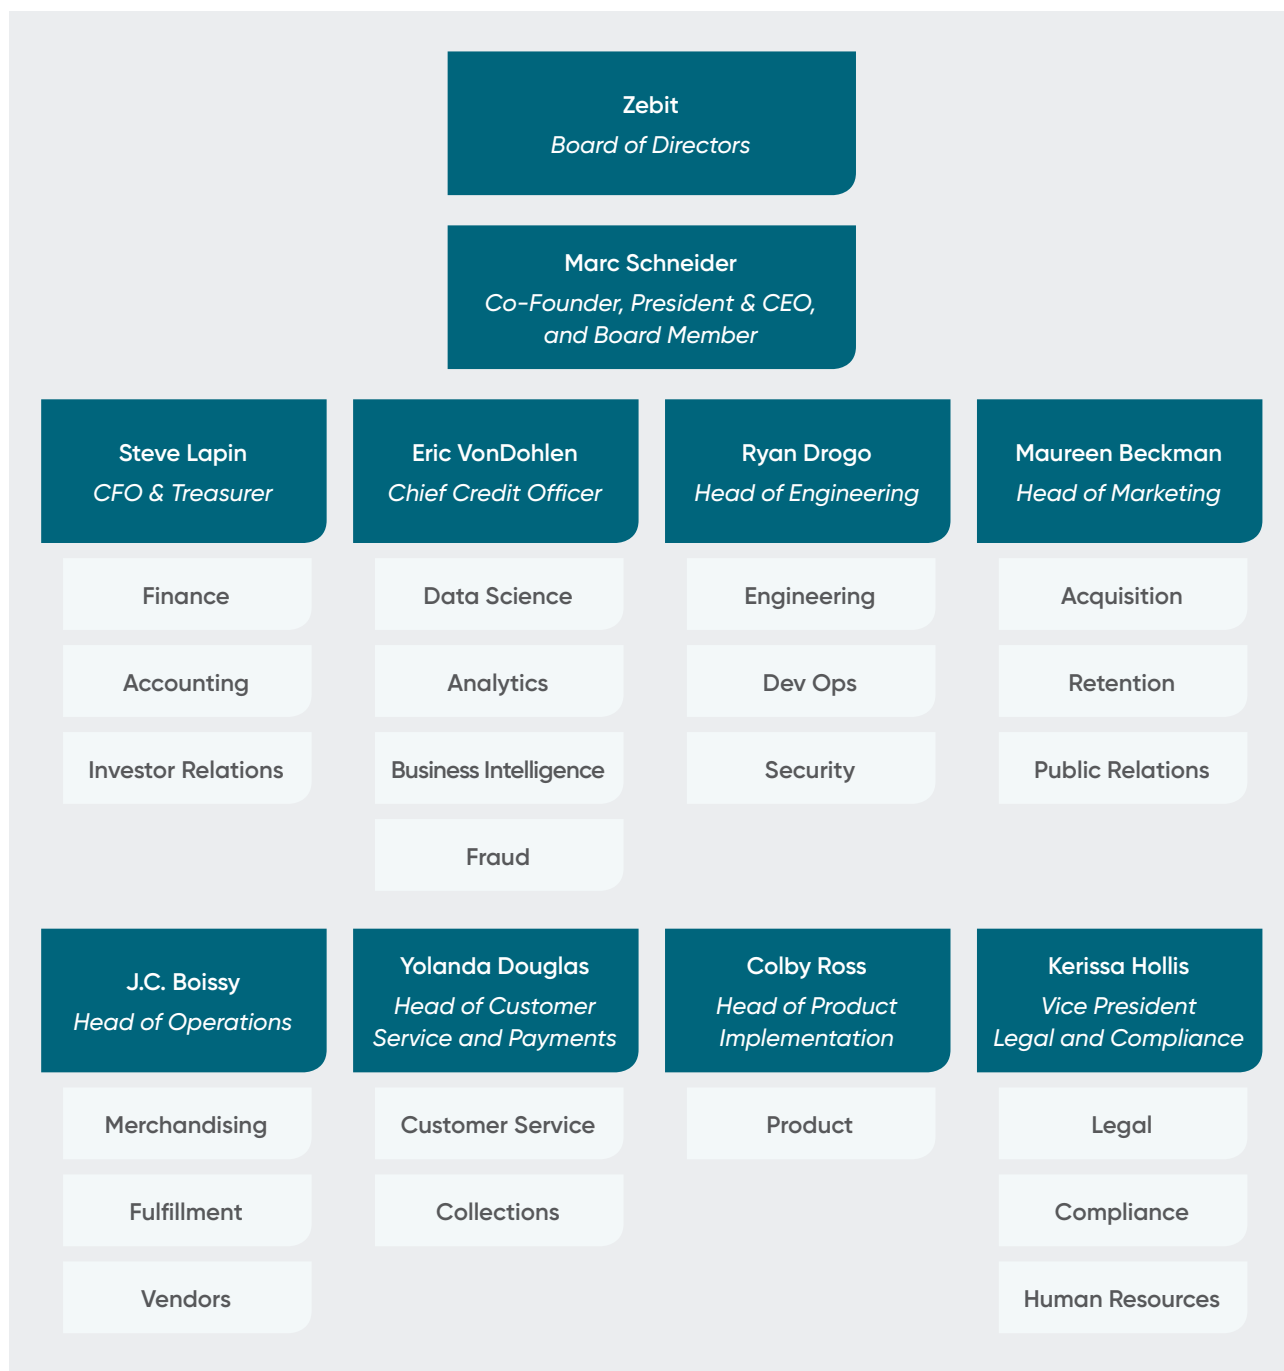 Zebit
Board of Directors
Marc Schneider
Co-Founder, President & CEO,
and Board Member
Steve Lapin
CFO & Treasurer
Finance
Accounting
Investor Relations
Eric VonDohlen
Chief Credit Officer
Data Science
Analytics
Business Intelligence
Fraud
Ryan Drogo
Head of Engineering
Engineering
Dev Ops
Security
Maureen Beckman
Head of Marketing
Acquisition
Retention
Public Relations
J.C. Boissy
Head of Operations
Merchandising
Fulfillment
Vendors
Yolanda Douglas
Head of Customer
Service and Payments
Customer Service
Collections
Colby Ross
Head of Product
Implementation
Product
Kerissa Hollis
Vice President
Legal and Compliance
Legal
Compliance
Human Resources